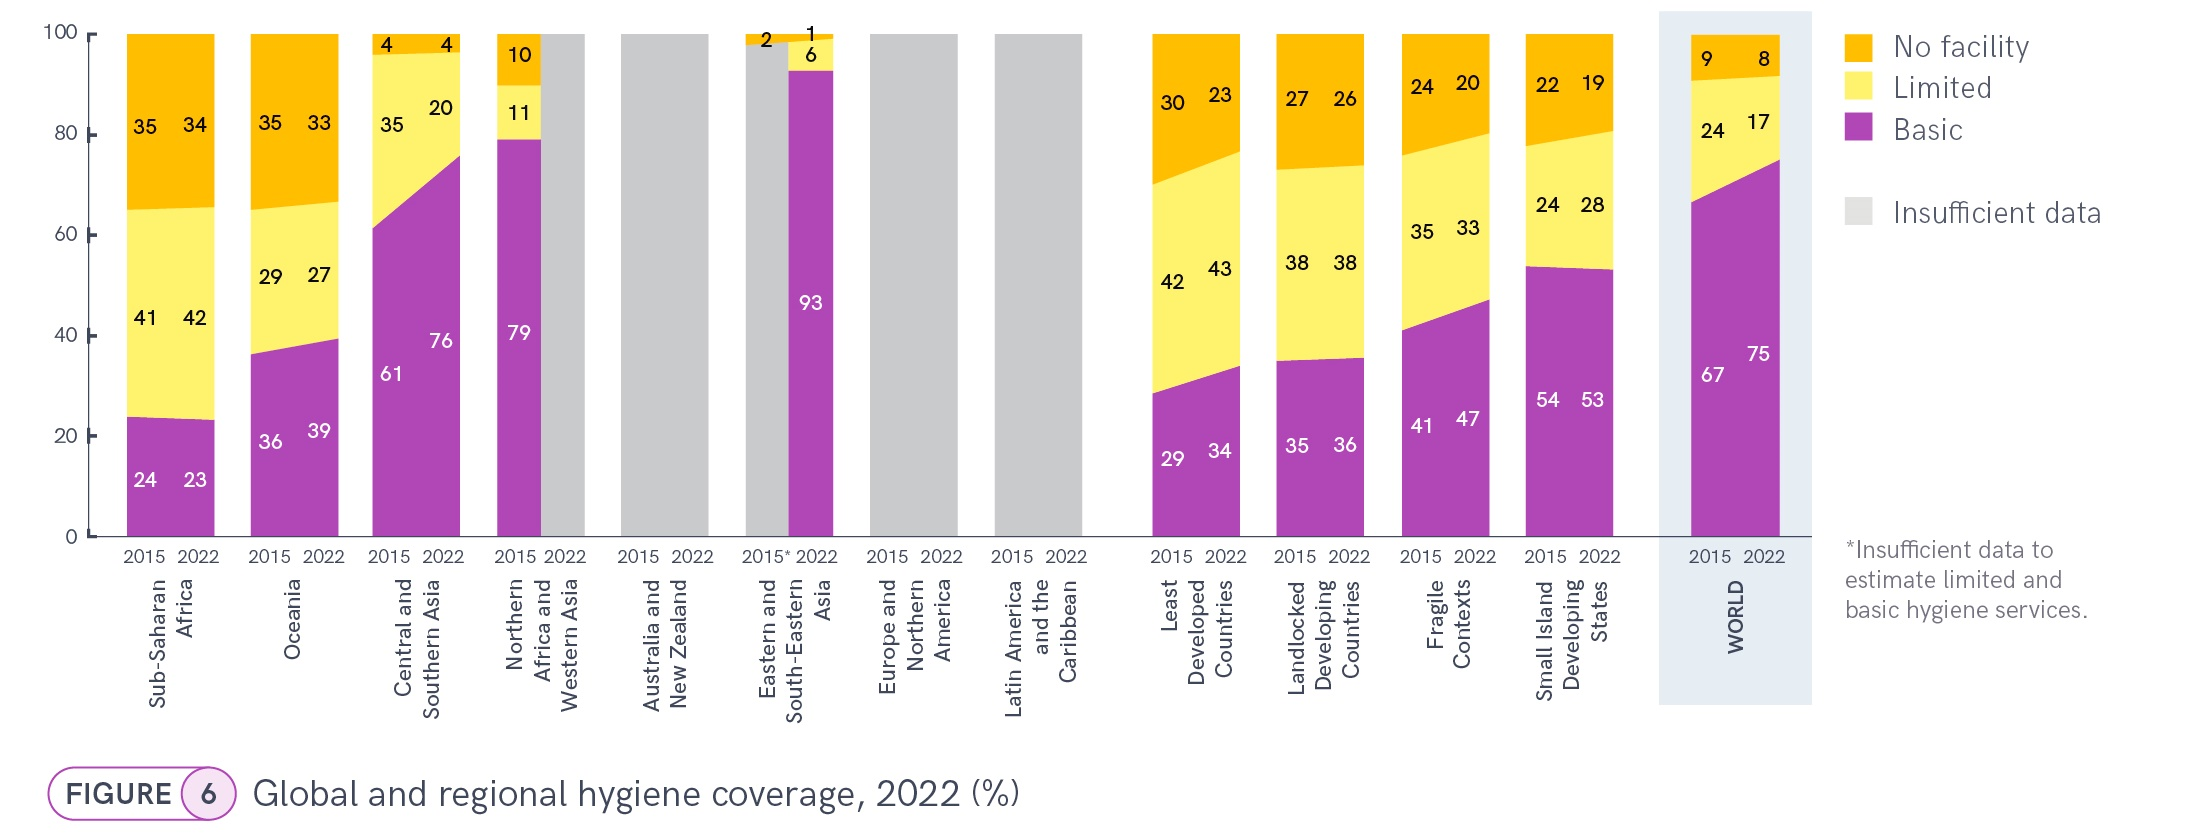 100
80
60
40
20
0
35 34
41 42
24 23
35 33
29 27
36 39
4 4
35 20
61 76
10
11
79
2 1
6
93
30 23
42 43
29 34
27 26
38 38
35 36
24 20
35 33
41 47
22 19
24 28
54 53
9 8
24 17
67 75
2015 2022
Sub-Saharan
Africa
2015 2022
Oceania
2015 2022
Central and
Southern Asia
2015 2022
Northern
Africa and
Western Asia
2015 2022
Australia and
New Zealand
2015* 2022
Eastern and
South-Eastern
Asia
2015 2022
Europe and
Northern
America
2015 2022
Latin America
and the
Caribbean
2015 2022
Least
Developed
Countries
2015 2022
Landlocked
Developing
Countries
2015 2022
Fragile
Contexts
2015 2022
Small Island
Developing
States
2015 2022
WORLD
No facility
Limited
Basic
Insufficient data
*Insufficient data to
estimate limited and
basic hygiene services.
FIGURE 6 Global and regional hygiene coverage, 2022 (%)